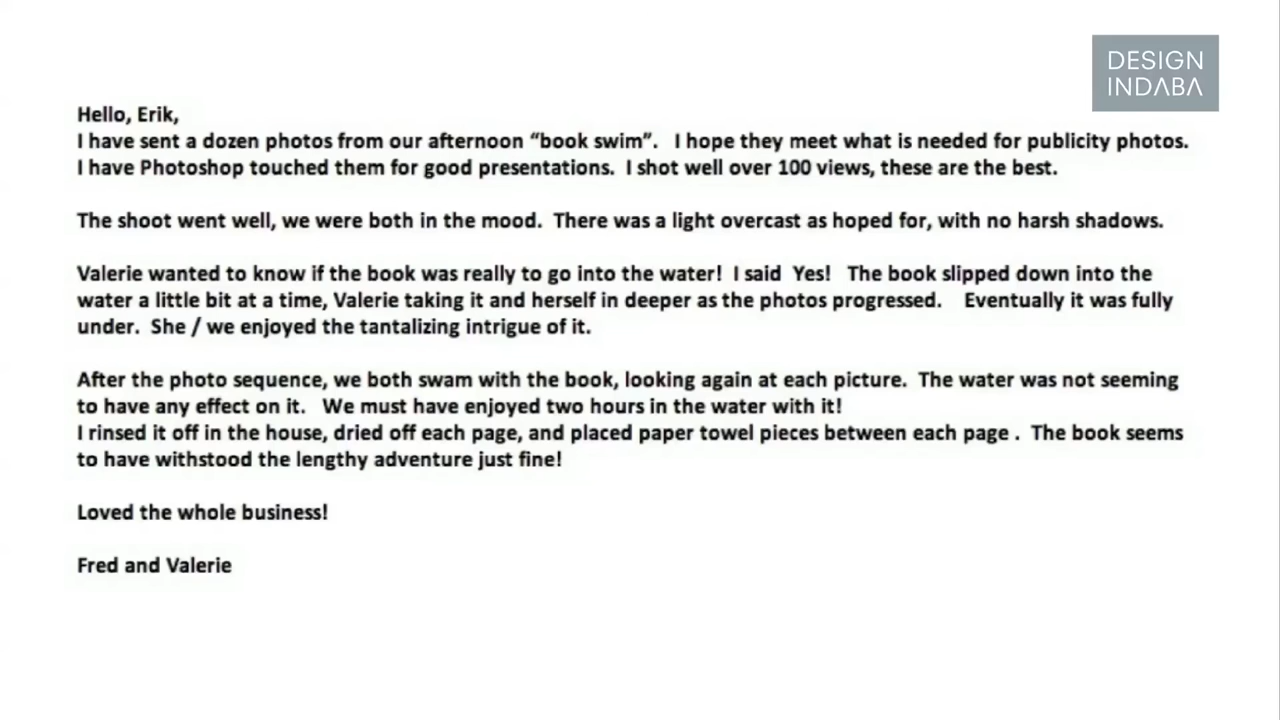 DESIGN
INDABA
Hello, Erik,
I have sent a dozen photos from our afternoon “book swim”.   I hope they meet what is needed for publicity photos.
I have Photoshop touched them for good presentations.  I shot well over 100 views, these are the best.
The shoot went well, we were both in the mood.  There was a light overcast as hoped for, with no harsh shadows.
Valerie wanted to know if the book was really to go into the water!  I said  Yes!   The book slipped down into the
water a little bit at a time, Valerie taking it and herself in deeper as the photos progressed.    Eventually it was fully
under.  She / we enjoyed the tantalizing intrigue of it.
After the photo sequence, we both swam with the book, looking again at each picture.  The water was not seeming
to have any effect on it.   We must have enjoyed two hours in the water with it!
I rinsed it off in the house, dried off each page, and placed paper towel pieces between each page .  The book seems
to have withstood the lengthy adventure just fine!
Loved the whole business!
Fred and Valerie